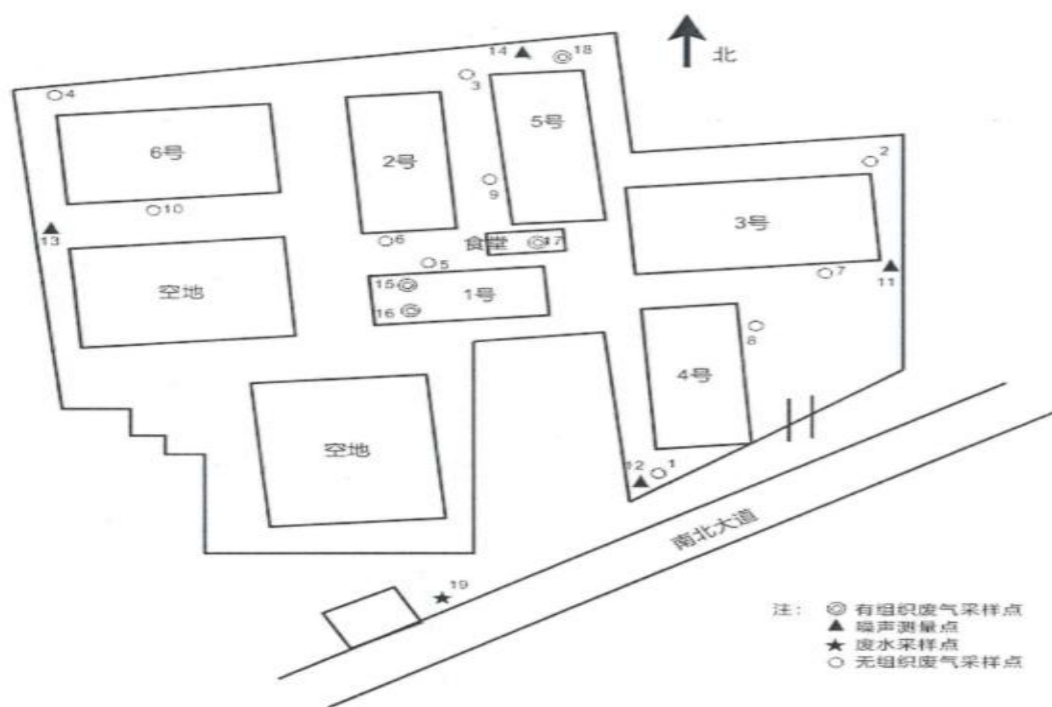 14
18
北
4
3
6号
2号
5号
2
9
10
3号
13
6
食堂
17
5
7
11
空地
15
1号
16
8
4号
空地
12
1
南北大道
19
注： 有组织废气采样点
噪声测量点
废水采样点
无组织废气采样点